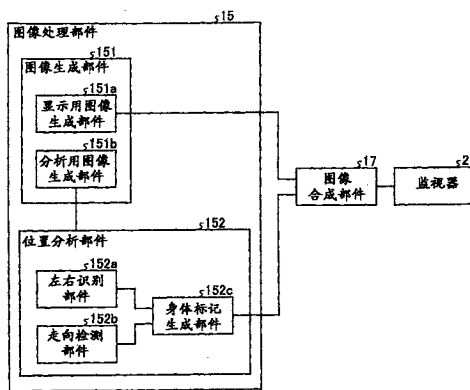 15
图像处理部件
151
图像生成部件
151a
显示用图像
生成部件
151b
分析用图像
生成部件
17
图像
合成部件
2
监视器
152
位置分析部件
152a
左右识别
部件
152b
走向检测
部件
152c
身体标记
生成部件